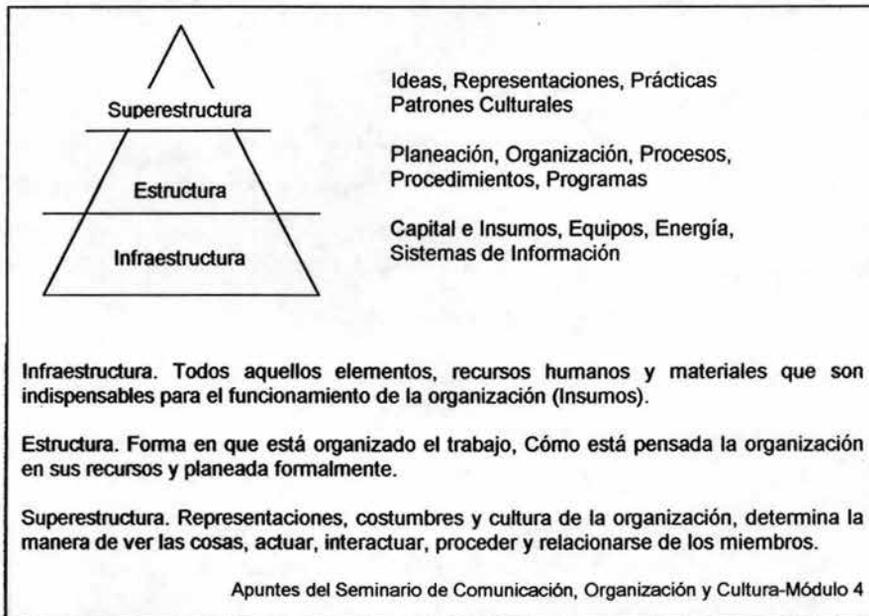 Superestructura
Ideas, Representaciones, Prácticas
Patrones Culturales
Estructura
Planeación, Organización, Procesos,
Procedimientos, Programas
Infraestructura
Capital e Insumos, Equipos, Energía,
Sistemas de Información
Infraestructura. Todos aquellos elementos, recursos humanos y materiales que son
indispensables para el funcionamiento de la organización (Insumos).
Estructura. Forma en que está organizado el trabajo, Cómo está pensada la organización
en sus recursos y planeada formalmente.
Superestructura. Representaciones, costumbres y cultura de la organización, determina la
manera de ver las cosas, actuar, interactuar, proceder y relacionarse de los miembros.
Apuntes del Seminario de Comunicación, Organización y Cultura-Módulo 4